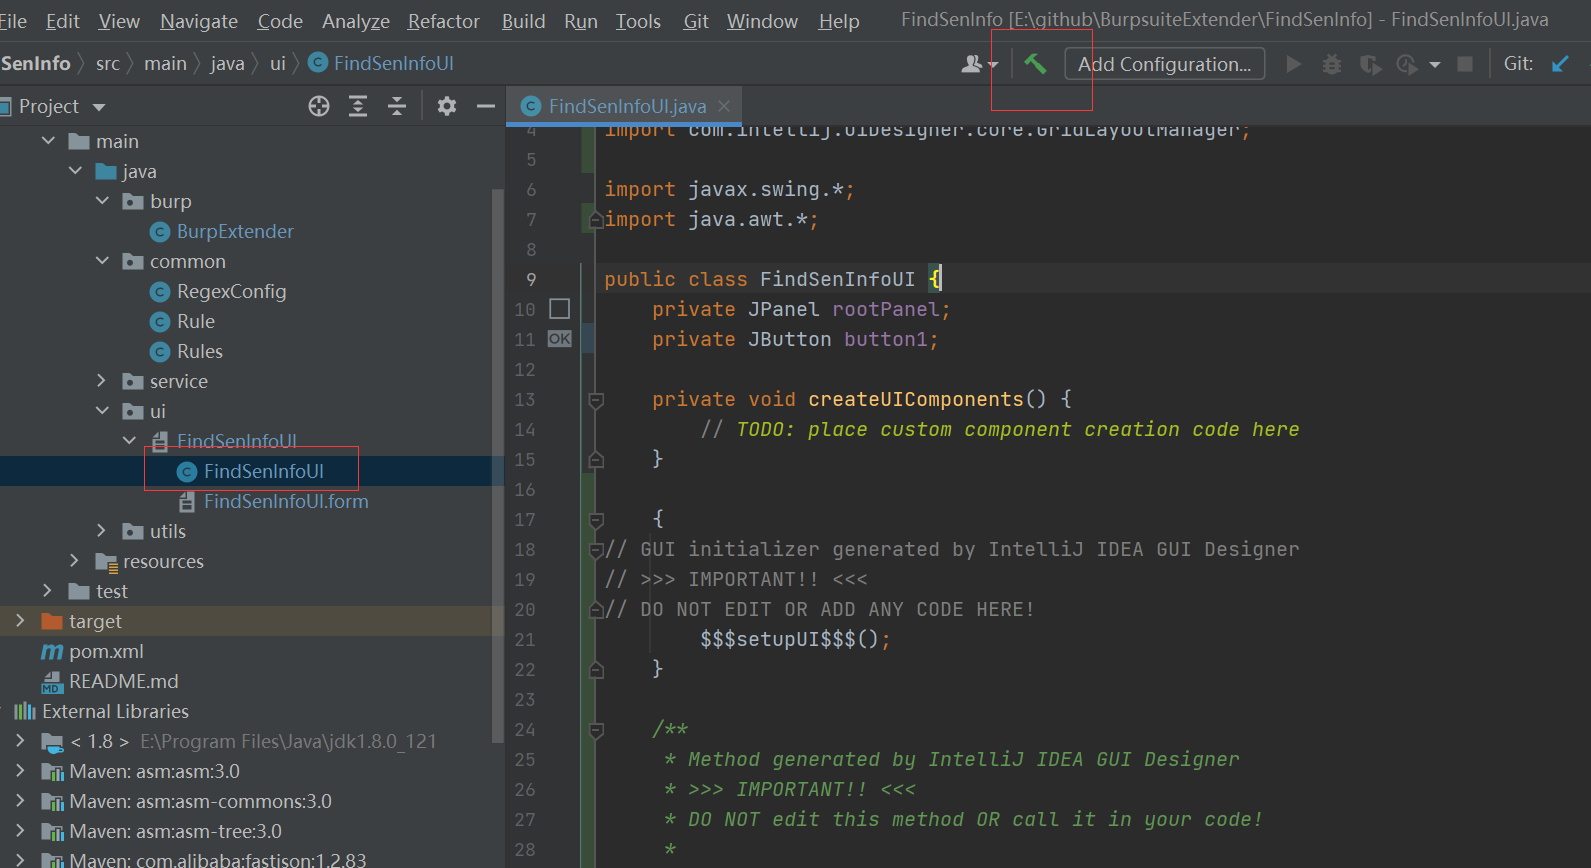 File Edit View Navigate Code Analyze Refactor Build Run Tools Git Window Help FindSenInfo [E:\github\BurpsuiteExtender\FindSenInfo] - FindSenInfoUI.java
SenInfo src main java ui FindSenInfoUI Add Configuration... Git:
Project
FindSenInfoUI.java
main
java
burp
BurpExtender
common
RegexConfig
Rule
Rules
service
ui
FindSenInfoUI
FindSenInfoUI
FindSenInfoUI.form
utils
resources
test
target
pom.xml
README.md
External Libraries
< 1.8 > E:\Program Files\Java\jdk1.8.0_121
Maven: asm:asm:3.0
Maven: asm:asm-commons:3.0
Maven: asm:asm-tree:3.0
Maven: com.alibaba:fastjson:1.2.83
4 import com.intellij.uiDesigner.core.GridLayoutManager;
5
6 import javax.swing.*;
7 import java.awt.*;
8
9 public class FindSenInfoUI {
10 private JPanel rootPanel;
11 OK private JButton button1;
12
13 private void createUIComponents() {
14 // TODO: place custom component creation code here
15 }
16
17 {
18 // GUI initializer generated by IntelliJ IDEA GUI Designer
19 // >>> IMPORTANT!! <<<
20 // DO NOT EDIT OR ADD ANY CODE HERE!
21 $$$setupUI$$$();
22 }
23
24 /**
25 * Method generated by IntelliJ IDEA GUI Designer
26 * >>> IMPORTANT!! <<<
27 * DO NOT edit this method OR call it in your code!
28 *